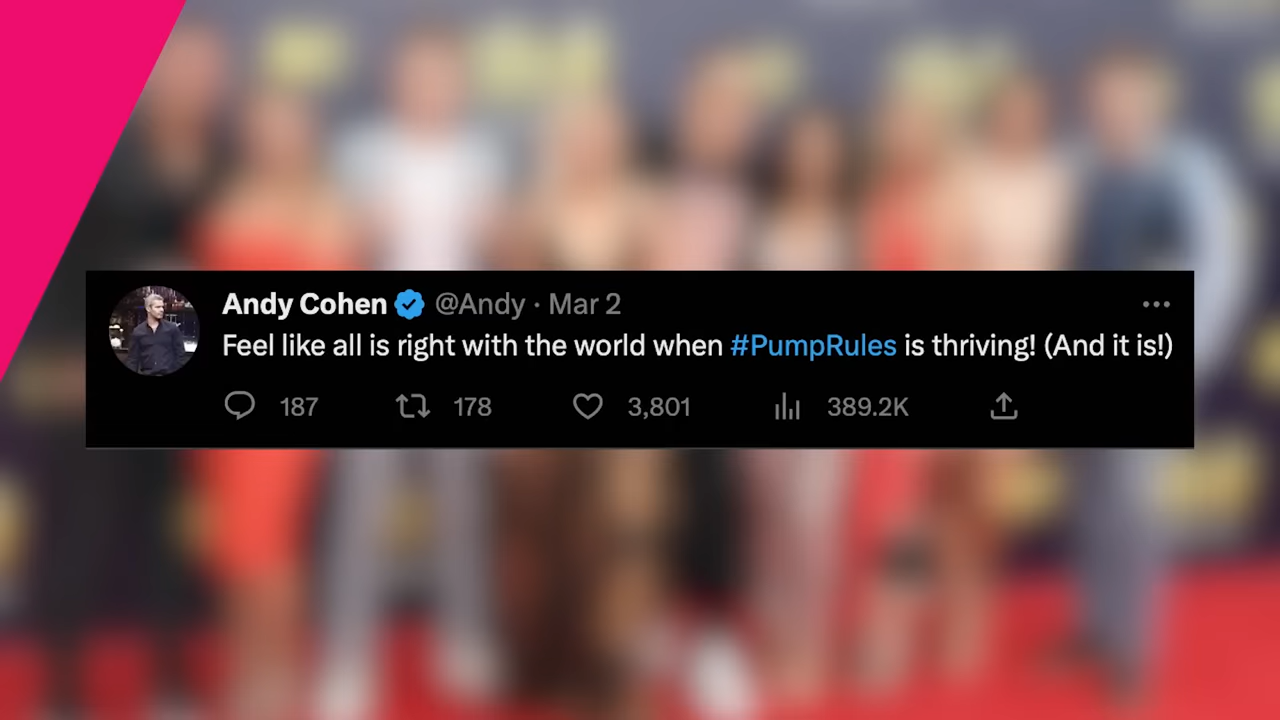 Andy Cohen @Andy · Mar 2
Feel like all is right with the world when #PumpRules is thriving! (And it is!)
187 178 3,801 389.2K